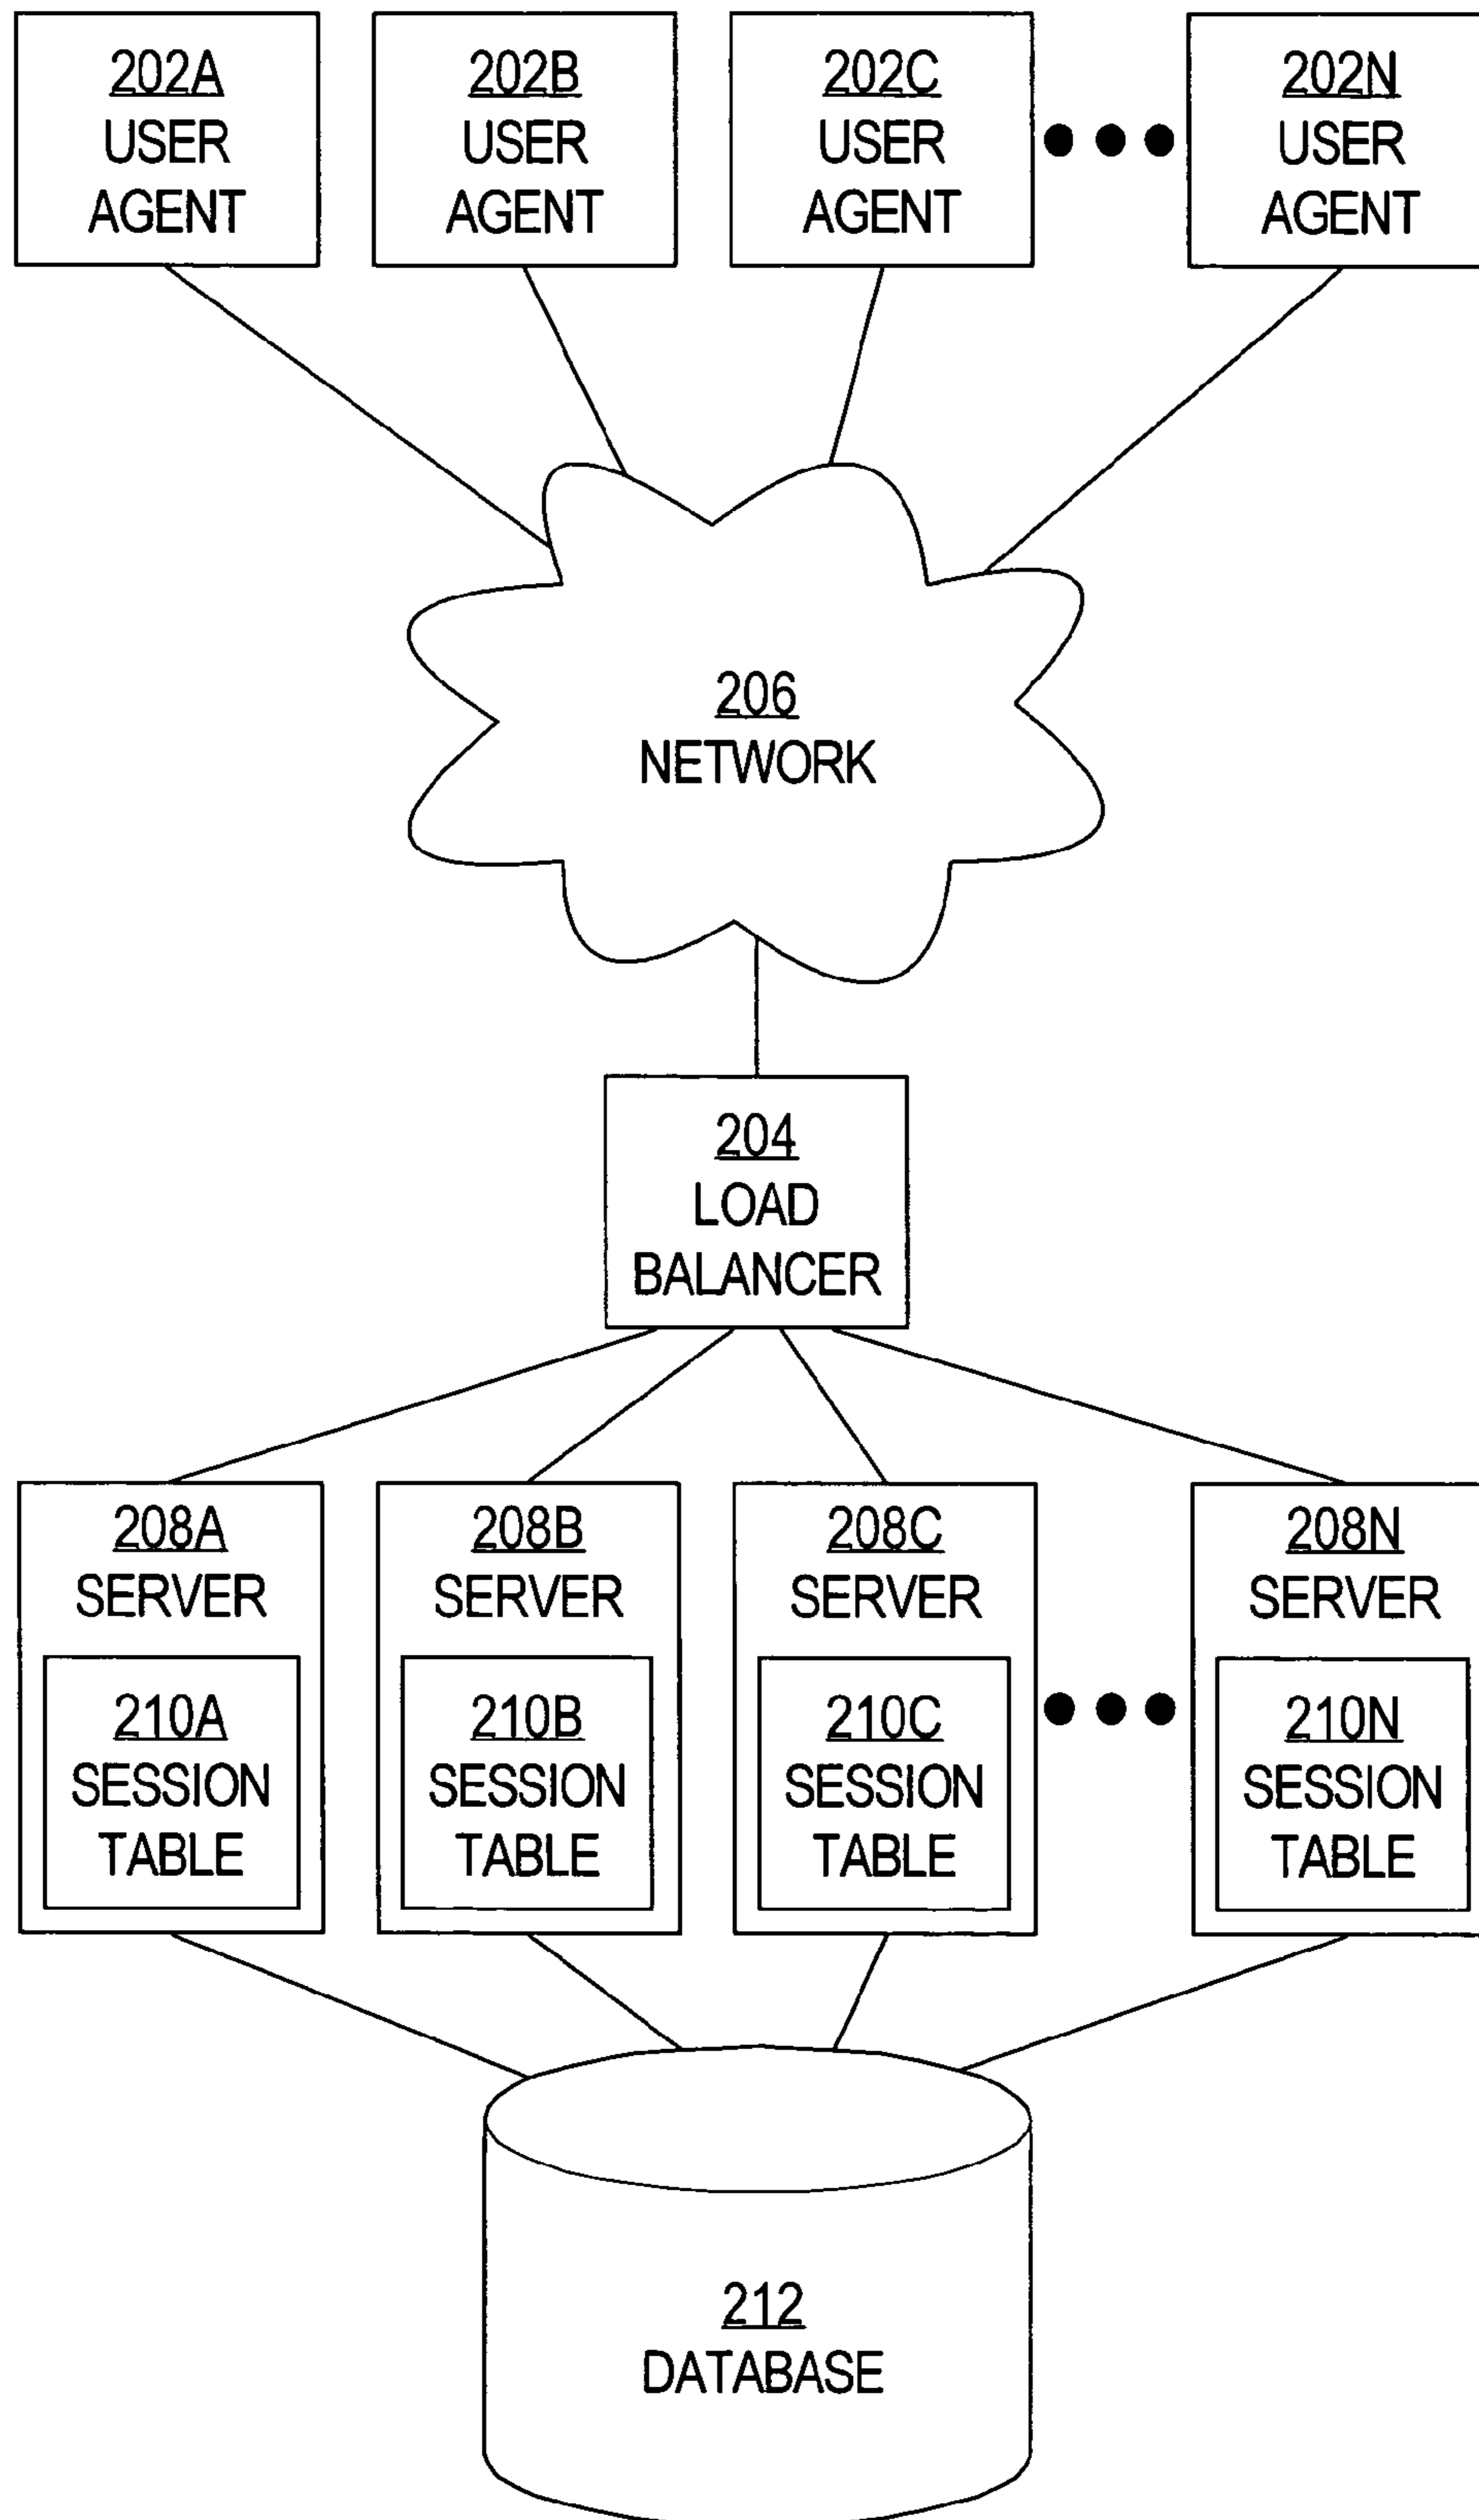 202A
USER
AGENT
202B
USER
AGENT
202C
USER
AGENT
202N
USER
AGENT
206
NETWORK
204
LOAD
BALANCER
208A
SERVER
210A
SESSION
TABLE
208B
SERVER
210B
SESSION
TABLE
208C
SERVER
210C
SESSION
TABLE
208N
SERVER
210N
SESSION
TABLE
212
DATABASE